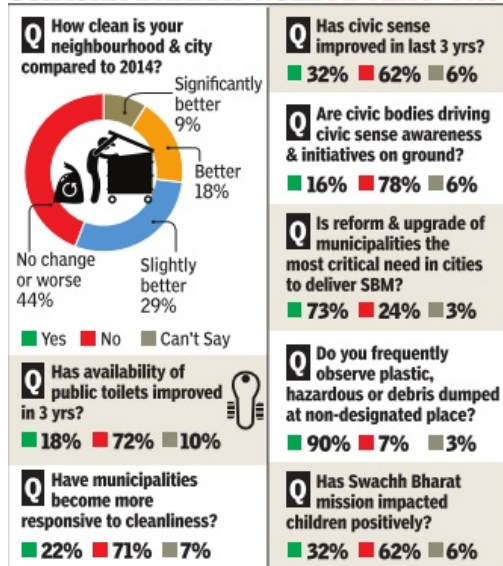 Q How clean is your
neighbourhood & city
compared to 2014?
Significantly
better
9%
Better
18%
Slightly
better
29%
No change
or worse
44%
Yes No Can't Say
Q Has availability of
public toilets improved
in 3 yrs?
18% 72% 10%
Q Have municipalities
become more
responsive to cleanliness?
22% 71% 7%
Q Has civic sense
improved in last 3 yrs?
32% 62% 6%
Q Are civic bodies driving
civic sense awareness
& initiatives on ground?
16% 78% 6%
Q Is reform & upgrade of
municipalities the
most critical need in cities
to deliver SBM?
73% 24% 3%
Q Do you frequently
observe plastic,
hazardous or debris dumped
at non-designated place?
90% 7% 3%
Q Has Swachh Bharat
mission impacted
children positively?
32% 62% 6%